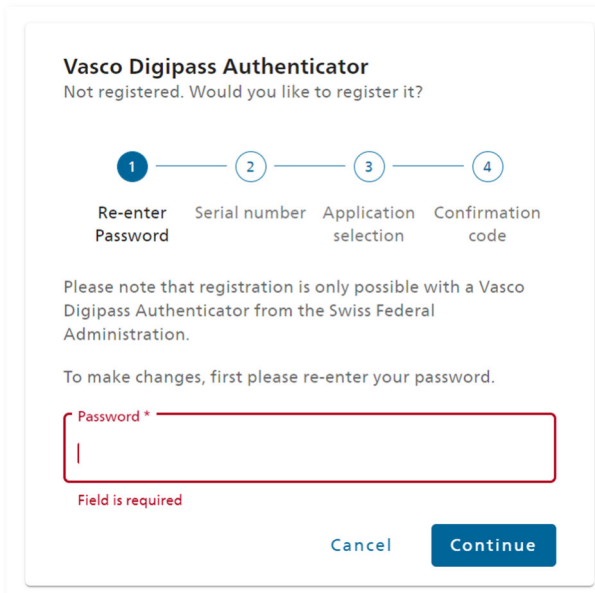 Vasco Digipass Authenticator
Not registered. Would you like to register it?
1 2 3 4
Re-enter Password
Serial number
Application selection
Confirmation code
Please note that registration is only possible with a Vasco
Digipass Authenticator from the Swiss Federal
Administration.
To make changes, first please re-enter your password.
Password *
Field is required
Cancel Continue